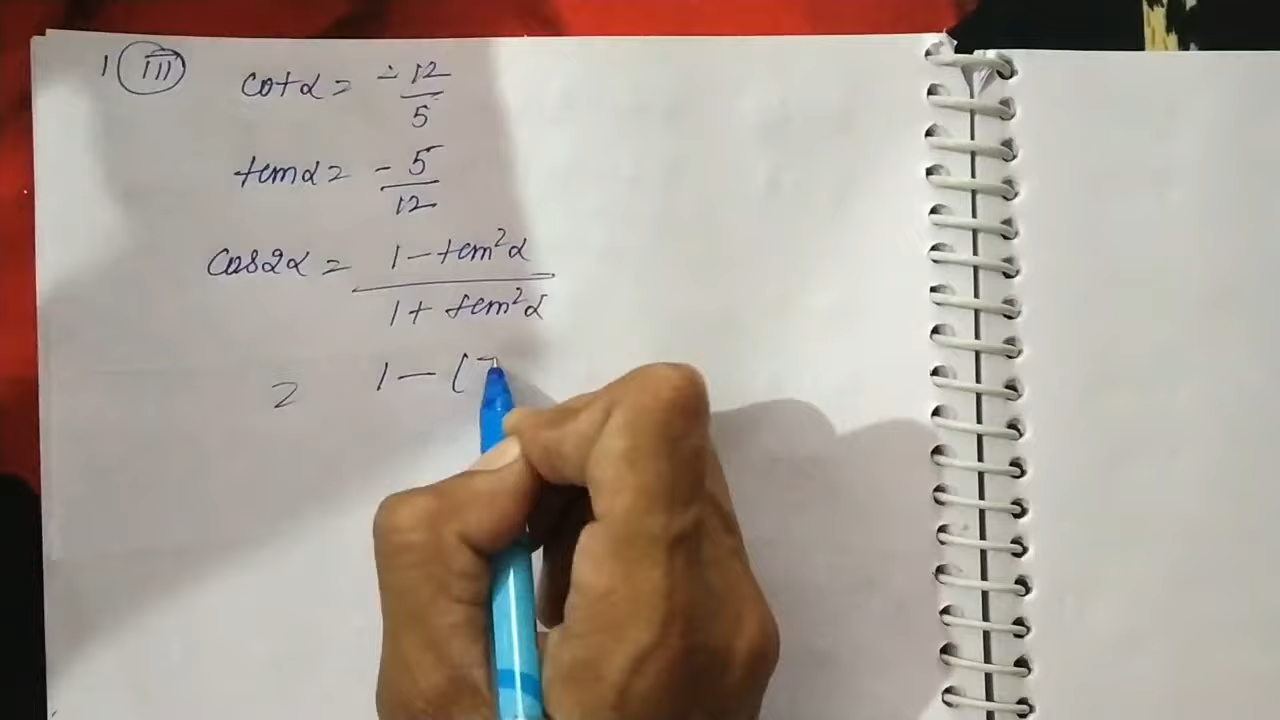 1 (III) cotα = -12/5
tanα = -5/12
cos2α = 1 - tan²α / 1 + tan²α
= 1 - (-